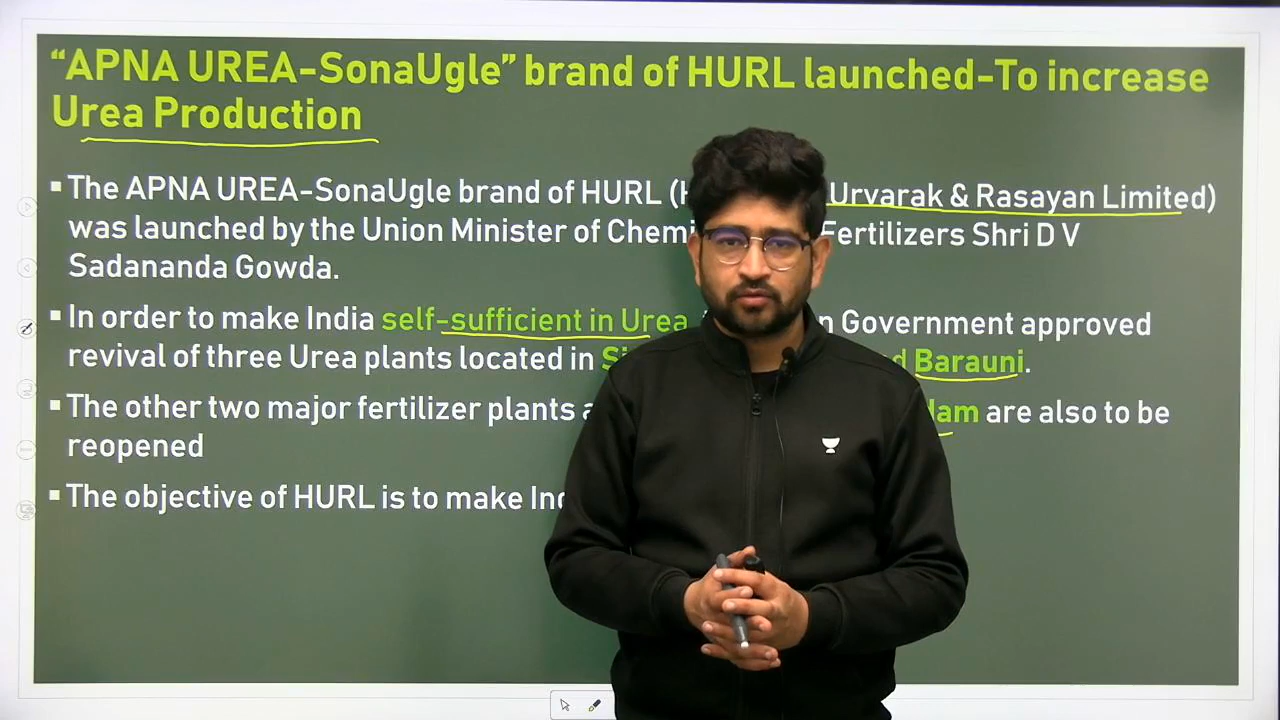 “APNA UREA-SonaUgle” brand of HURL launched-To increase
Urea Production
▪ The APNA UREA-SonaUgle brand of HURL ( Urvarak & Rasayan Limited)
was launched by the Union Minister of Fertilizers Shri D V
Sadananda Gowda.
▪ In order to make India self-sufficient in Urea Government approved
revival of three Urea plants located in Barauni.
▪ The other two major fertilizer plants are also to be
reopened
▪ The objective of HURL is to make